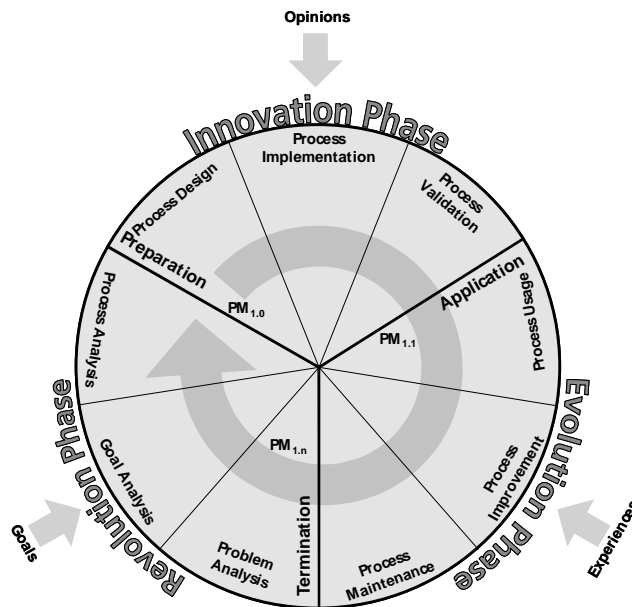 Opinions
Innovation Phase
Process
Implementation
Process Design
Process
Validation
Preparation
Application
Process Analysis
PM1.0
PM1.1
Process Usage
Revolution Phase
Evolution Phase
Goal Analysis
PM1.n
Process
Improvement
Termination
Problem
Analysis
Process
Maintenance
Goals
Experiences